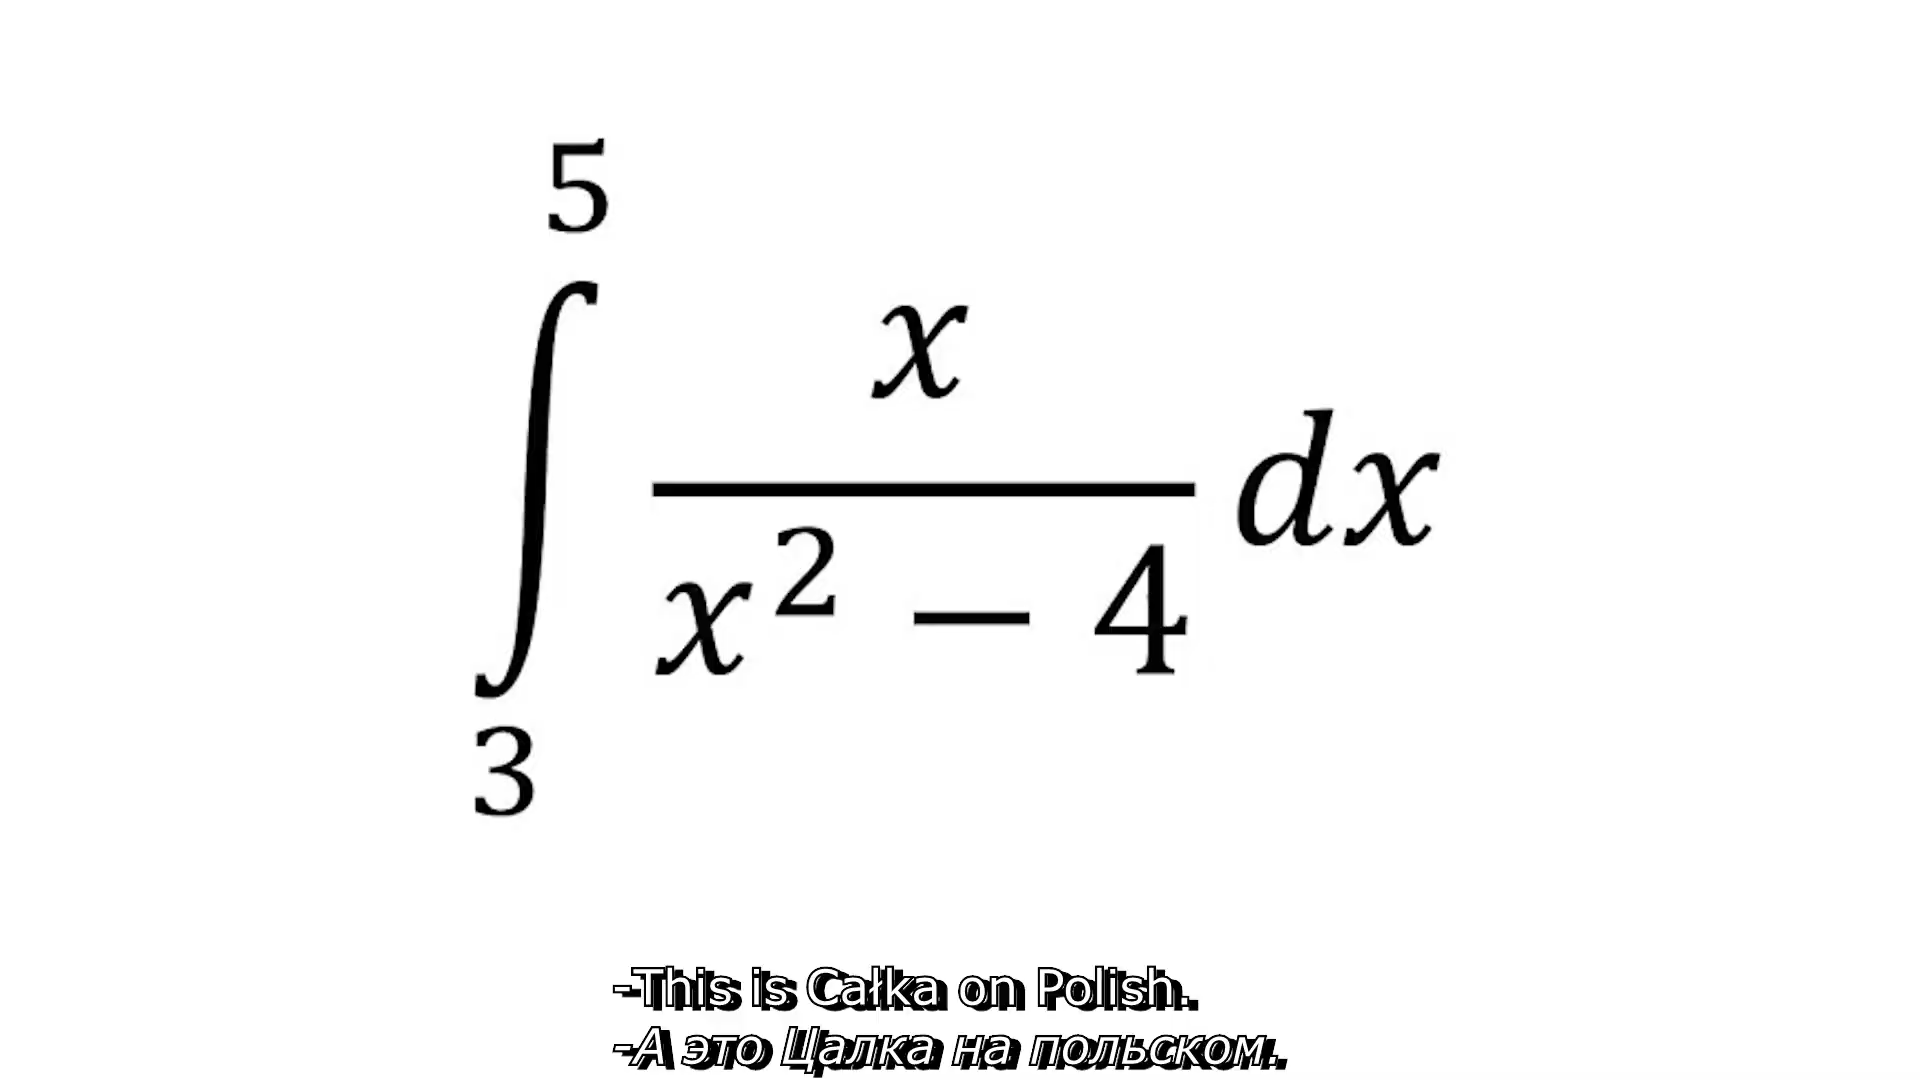 5
∫ x / x² − 4 dx
3
-This is Całka on Polish.
-А это Цалка на польском.